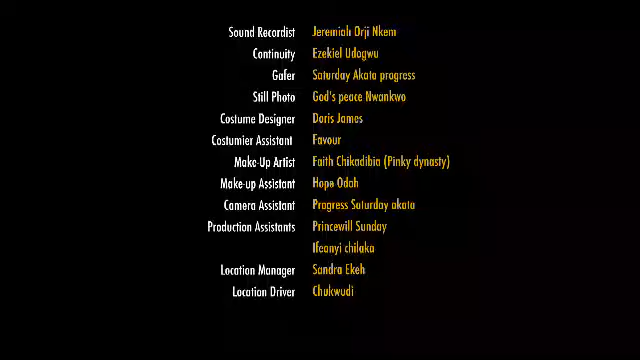 Sound Recordist Jeremiah Orji Nkem
Continuity Ezekiel Udogwu
Gafer Saturday Akata progress
Still Photo God's peace Nwankwo
Costume Designer Doris James
Costumier Assistant Favour
Make-Up Artist Faith Chikadibia (Pinky dynasty)
Make-up Assistant Hope Odah
Camera Assistant Progress Saturday akata
Production Assistants Princewill Sunday
Ifeanyi chilaka
Location Manager Sandra Ekeh
Location Driver Chukwudi